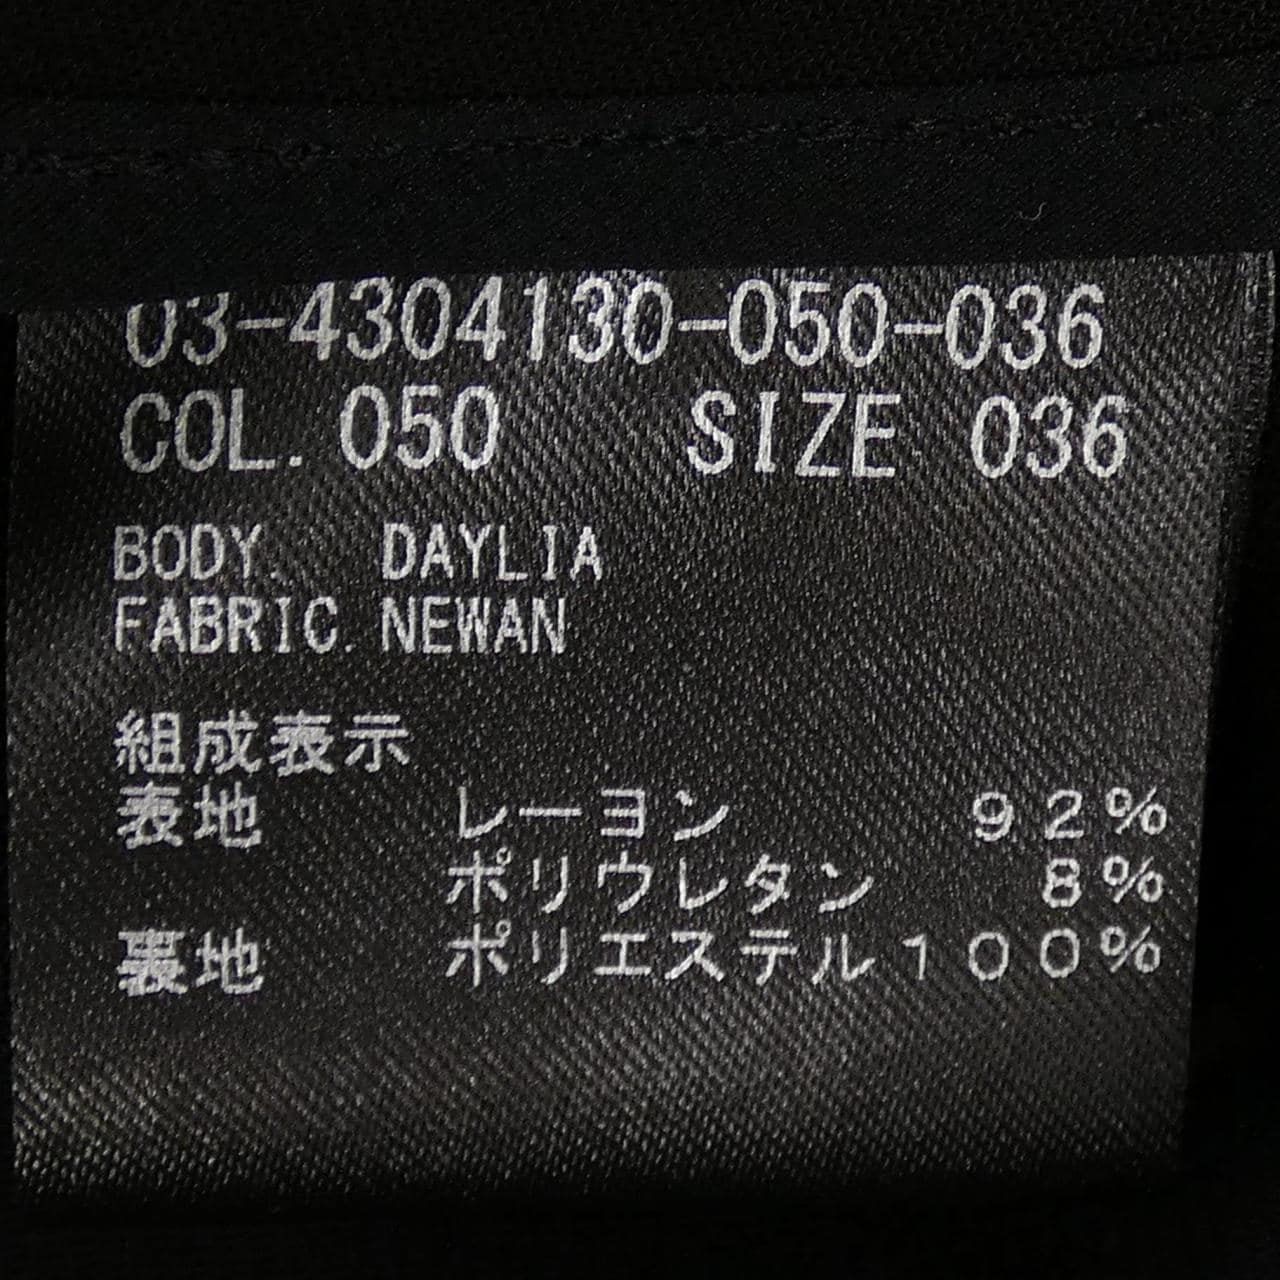 03-4304130-050-036
COL. 050 SIZE 036
BODY. DAYLIA
FABRIC. NEWAN
組成表示
表地 レーヨン 92%
ポリウレタン 8%
裏地 ポリエステル100%